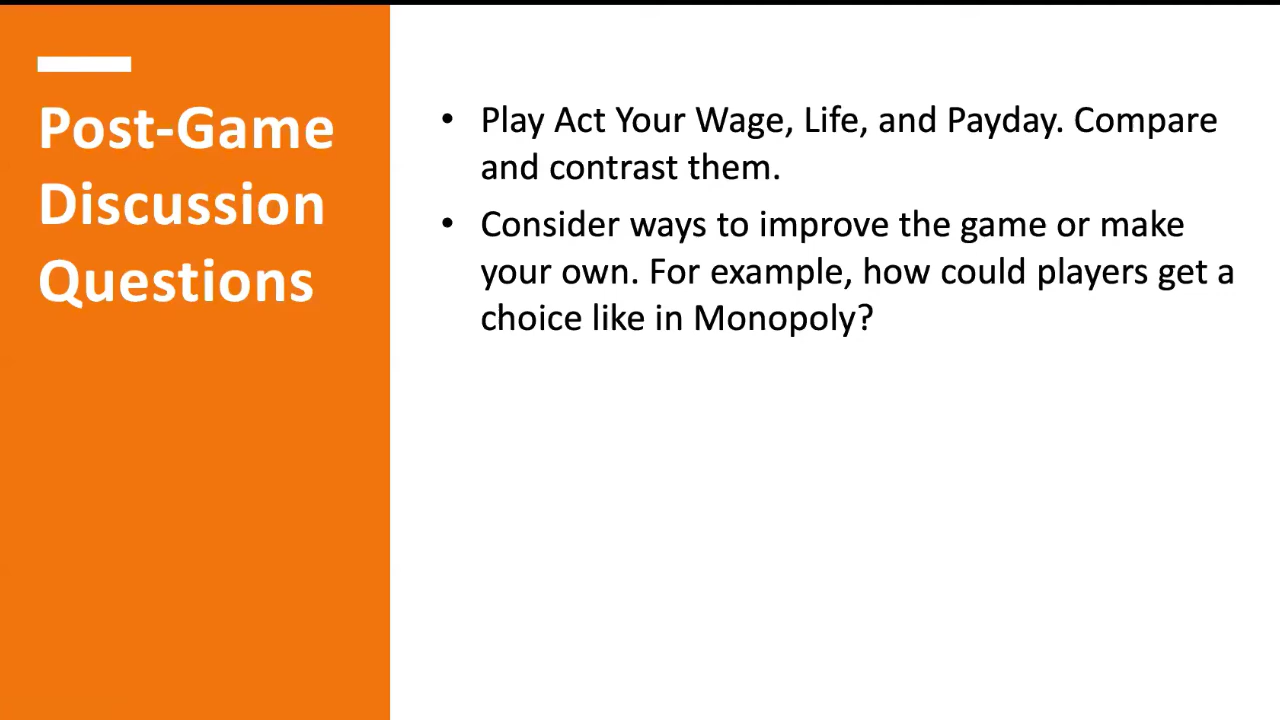 Post-Game
Discussion
Questions
• Play Act Your Wage, Life, and Payday. Compare
and contrast them.
• Consider ways to improve the game or make
your own. For example, how could players get a
choice like in Monopoly?